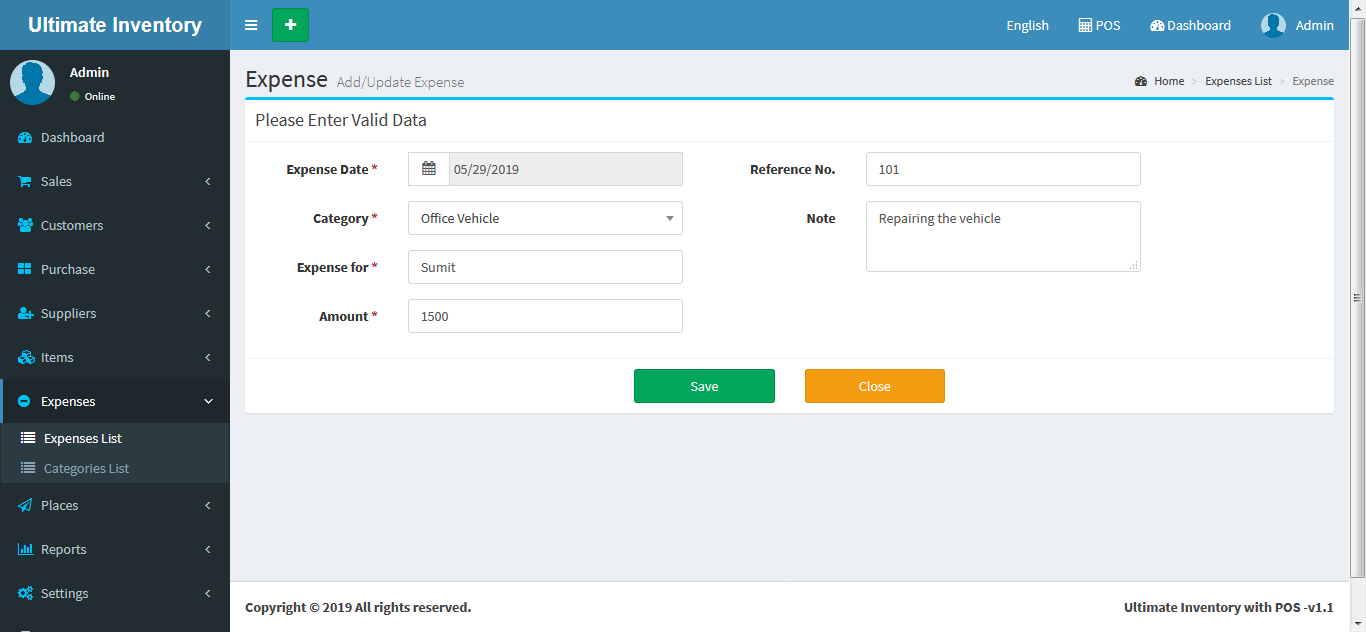 Ultimate Inventory
English
POS
Dashboard
Admin
Admin
Online
Dashboard
Sales
Customers
Purchase
Suppliers
Items
Expenses
Expenses List
Categories List
Places
Reports
Settings
Expense Add/Update Expense
Home > Expenses List > Expense
Please Enter Valid Data
Expense Date * 05/29/2019
Category * Office Vehicle
Expense for * Sumit
Amount * 1500
Reference No. 101
Note Repairing the vehicle
Save
Close
Copyright © 2019 All rights reserved.
Ultimate Inventory with POS -v1.1